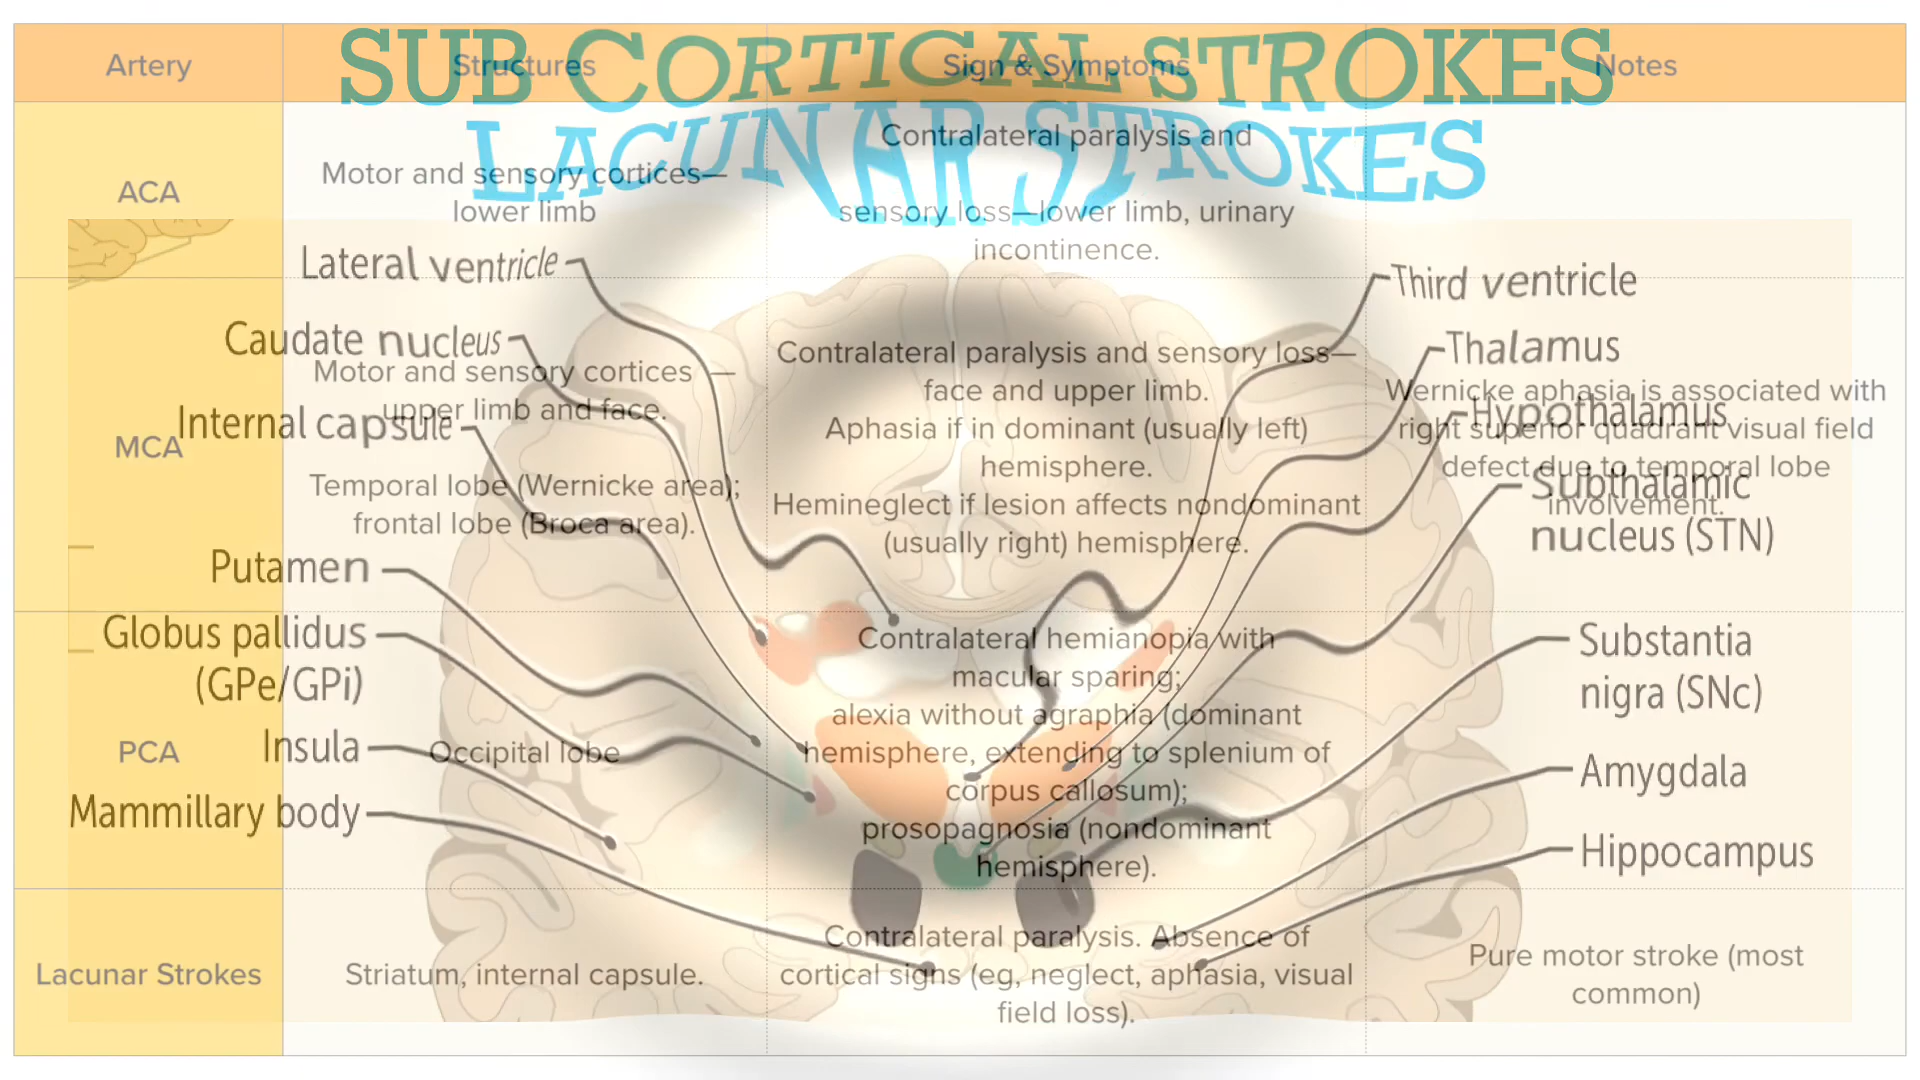 SUB CORTICAL STROKES
LACUNAR STROKES
Artery
Structures
Sign & Symptoms
Notes
ACA
Motor and sensory cortices—
lower limb
Contralateral paralysis and
sensory loss—lower limb, urinary
incontinence.
MCA
Motor and sensory cortices —
upper limb and face.
Temporal lobe (Wernicke area);
frontal lobe (Broca area).
Contralateral paralysis and sensory loss—
face and upper limb.
Aphasia if in dominant (usually left)
hemisphere.
Hemineglect if lesion affects nondominant
(usually right) hemisphere.
Wernicke aphasia is associated with
right superior quadrant visual field
defect due to temporal lobe
involvement.
PCA
Occipital lobe
Contralateral hemianopia with
macular sparing;
alexia without agraphia (dominant
hemisphere, extending to splenium of
corpus callosum);
prosopagnosia (nondominant
hemisphere).
Lacunar Strokes
Striatum, internal capsule.
Contralateral paralysis. Absence of
cortical signs (eg, neglect, aphasia, visual
field loss).
Pure motor stroke (most
common)
Lateral ventricle
Caudate nucleus
Internal capsule
Putamen
Globus pallidus
(GPe/GPi)
Insula
Mammillary body
Third ventricle
Thalamus
Hypothalamus
Subthalamic
nucleus (STN)
Substantia
nigra (SNc)
Amygdala
Hippocampus